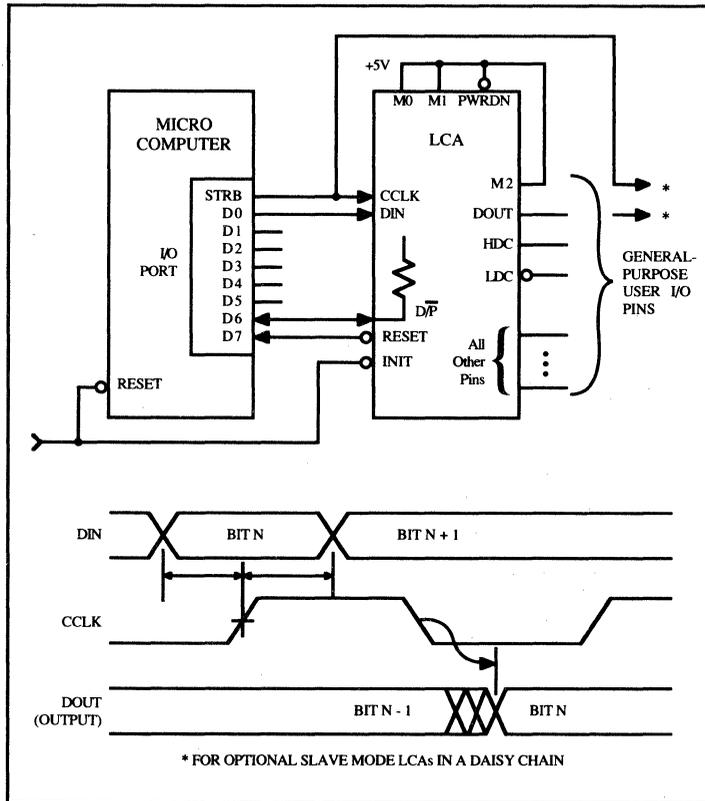 +5V
M0 M1 PWRDN
MICRO
COMPUTER
LCA
I/O
PORT
STRB
D0
D1
D2
D3
D4
D5
D6
D7
RESET
CCLK
DIN
D/P
RESET
INIT
M2
DOUT
HDC
LDC
All
Other
Pins
*
*
GENERAL-
PURPOSE
USER I/O
PINS
DIN
BIT N
BIT N + 1
CCLK
DOUT
(OUTPUT)
BIT N - 1
BIT N
* FOR OPTIONAL SLAVE MODE LCAs IN A DAISY CHAIN